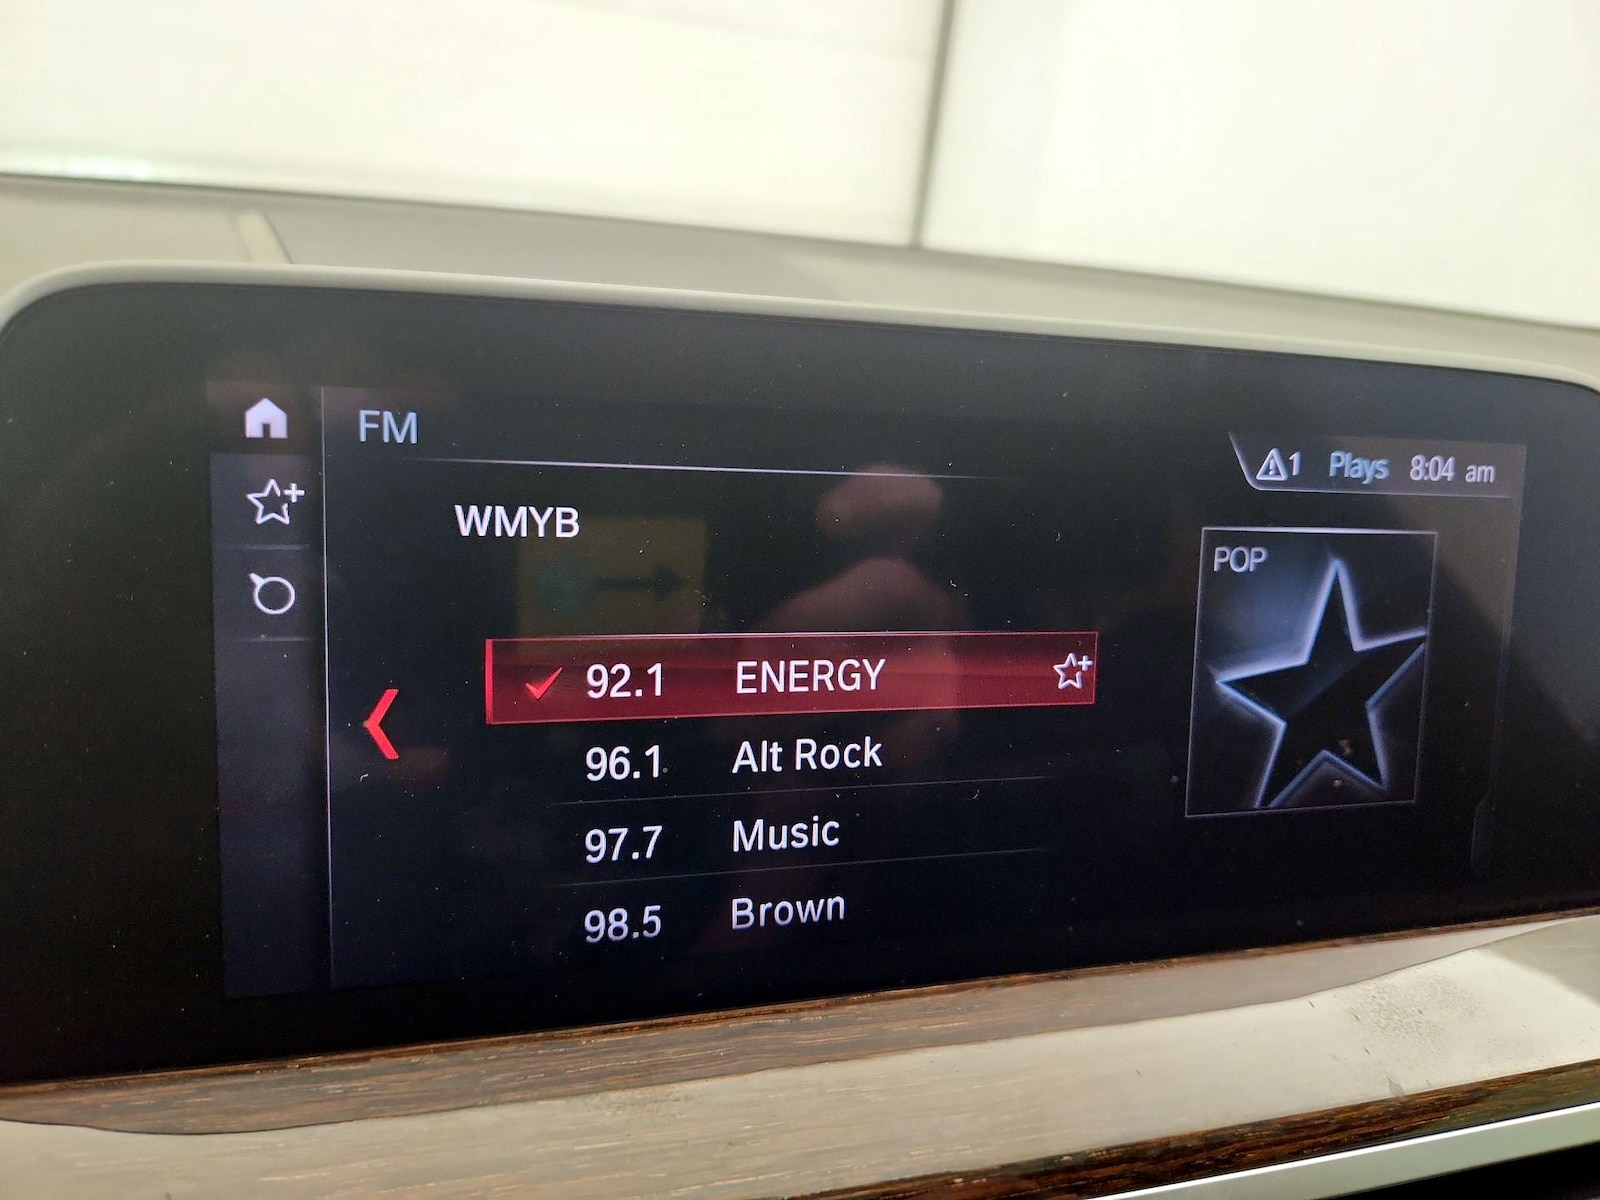 FM
1 Plays 8:04 am
WMYB
POP
92.1 ENERGY
96.1 Alt Rock
97.7 Music
98.5 Brown